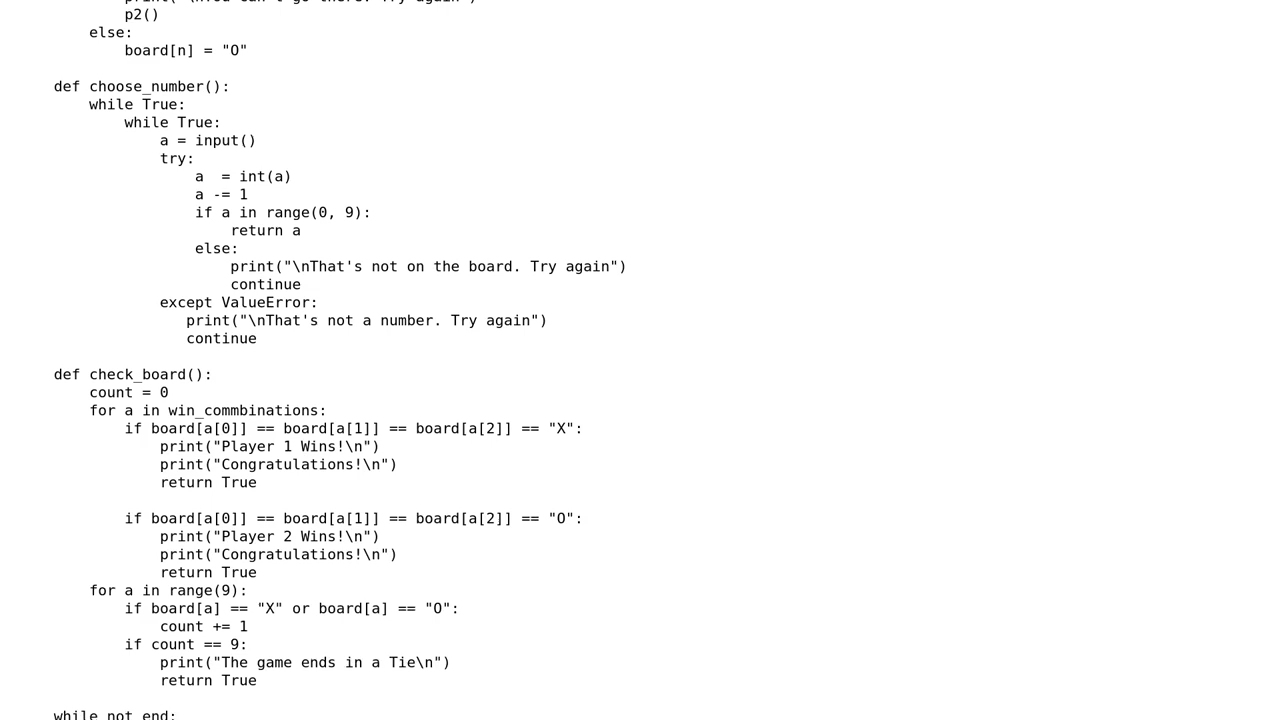 p2()
else:
board[n] = "O"
def choose_number():
while True:
while True:
a = input()
try:
a  = int(a)
a -= 1
if a in range(0, 9):
return a
else:
print("\nThat's not on the board. Try again")
continue
except ValueError:
print("\nThat's not a number. Try again")
continue
def check_board():
count = 0
for a in win_commbinations:
if board[a[0]] == board[a[1]] == board[a[2]] == "X":
print("Player 1 Wins!\n")
print("Congratulations!\n")
return True
if board[a[0]] == board[a[1]] == board[a[2]] == "O":
print("Player 2 Wins!\n")
print("Congratulations!\n")
return True
for a in range(9):
if board[a] == "X" or board[a] == "O":
count += 1
if count == 9:
print("The game ends in a Tie\n")
return True
while not end: